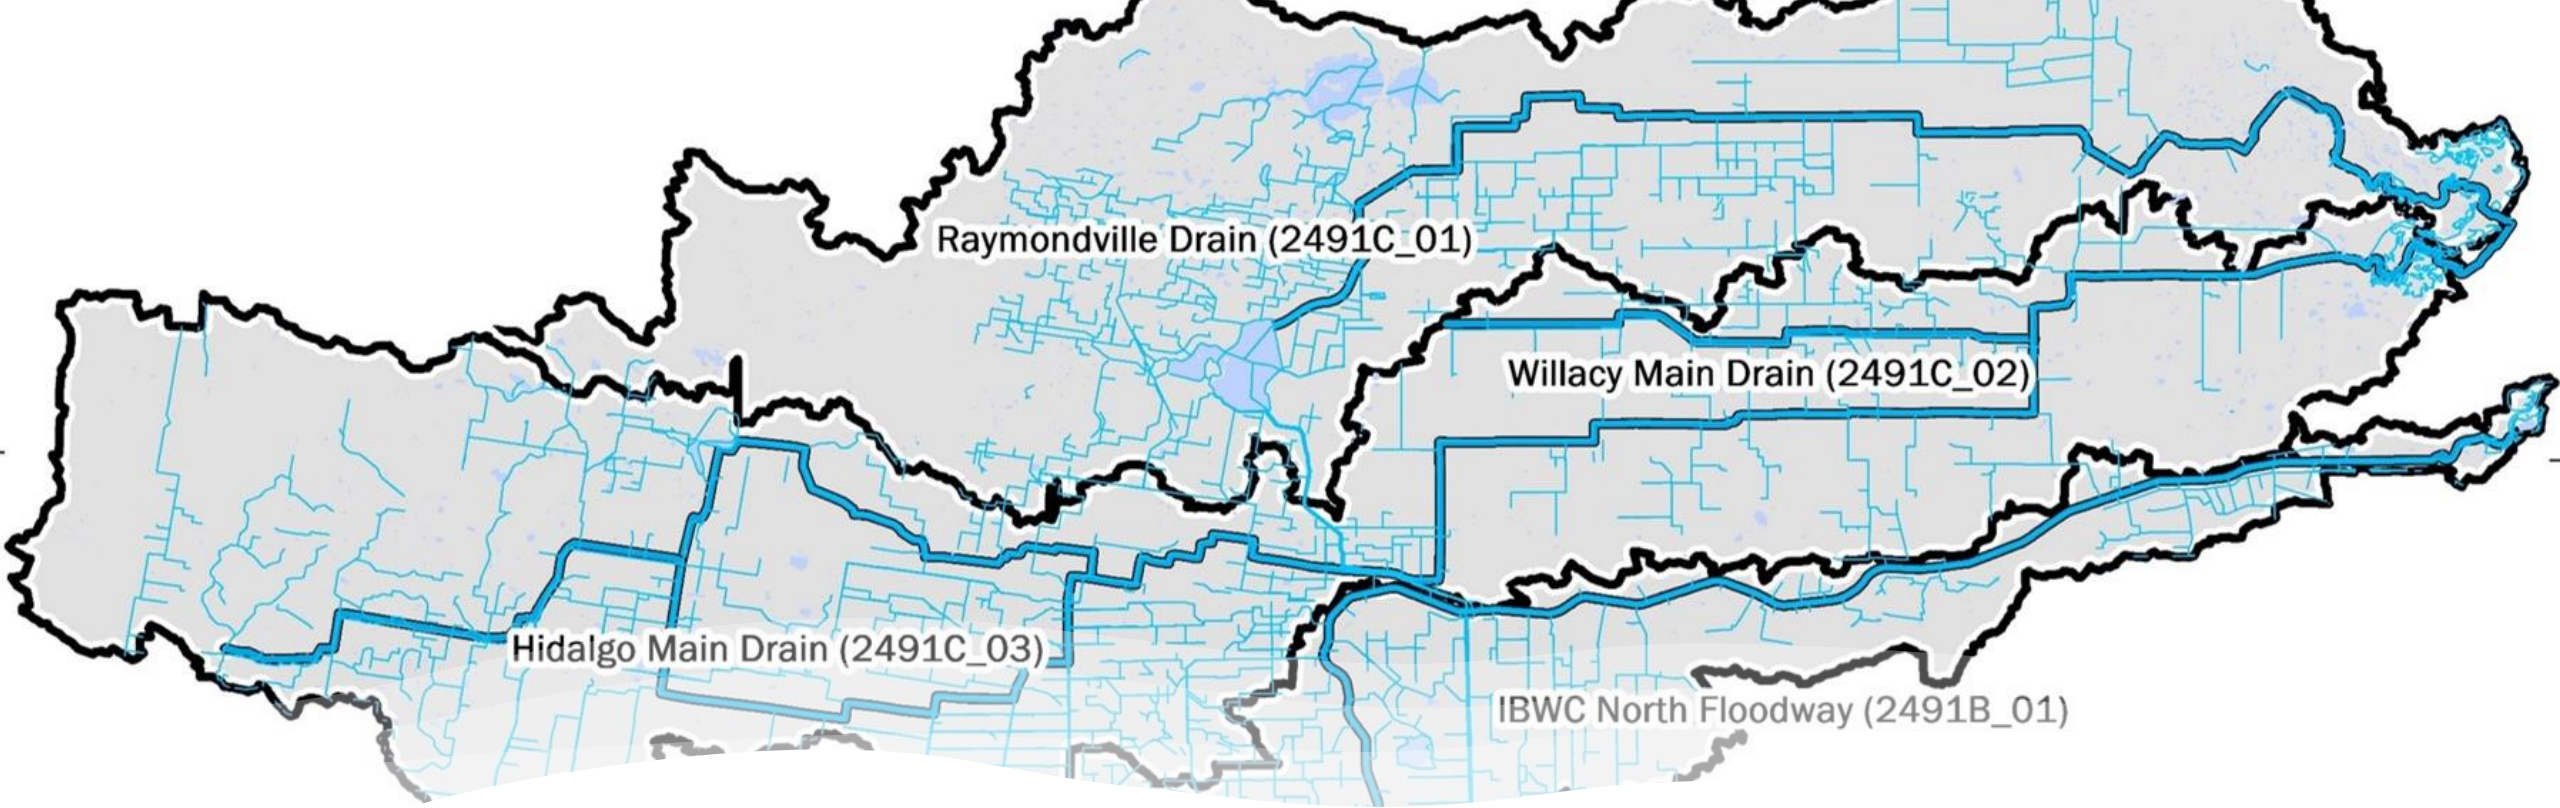 Raymondville Drain (2491C_01)
Willacy Main Drain (2491C_02)
Hidalgo Main Drain (2491C_03)
IBWC North Floodway (2491B_01)